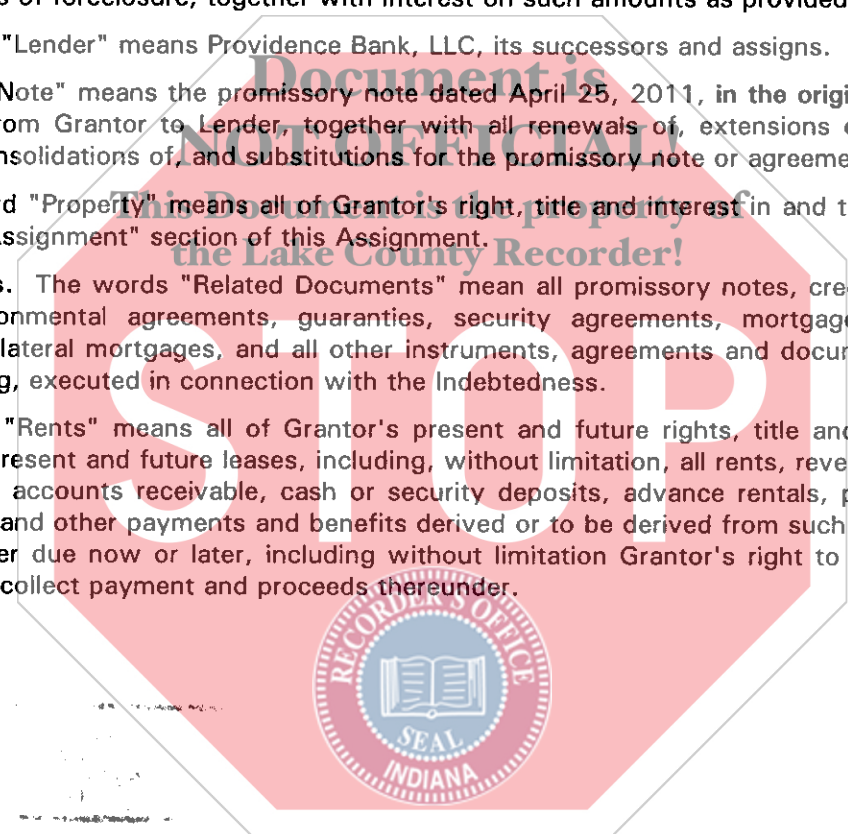 s of foreclosure, together with interest on such amounts as provided
"Lender" means Providence Bank, LLC, its successors and assigns.
Document is
Note" means the promissory note dated April 25, 2011, in the origi
rom Grantor to Lender, together with all renewals of, extensions o
NOT OFFICIAL!
nsolidations of, and substitutions for the promissory note or agreeme
This Document is the property of
rd "Property" means all of Grantor's right, title and interest in and t
Assignment" section of this Assignment.
the Lake County Recorder!
s. The words "Related Documents" mean all promissory notes, cre
onmental agreements, guaranties, security agreements, mortgage
lateral mortgages, and all other instruments, agreements and docu
g, executed in connection with the Indebtedness.
STOP
"Rents" means all of Grantor's present and future rights, title and
resent and future leases, including, without limitation, all rents, reve
accounts receivable, cash or security deposits, advance rentals, p
and other payments and benefits derived or to be derived from such
er due now or later, including without limitation Grantor's right to
collect payment and proceeds thereunder.
RECORDER'S OFFICE
SEAL
INDIANA